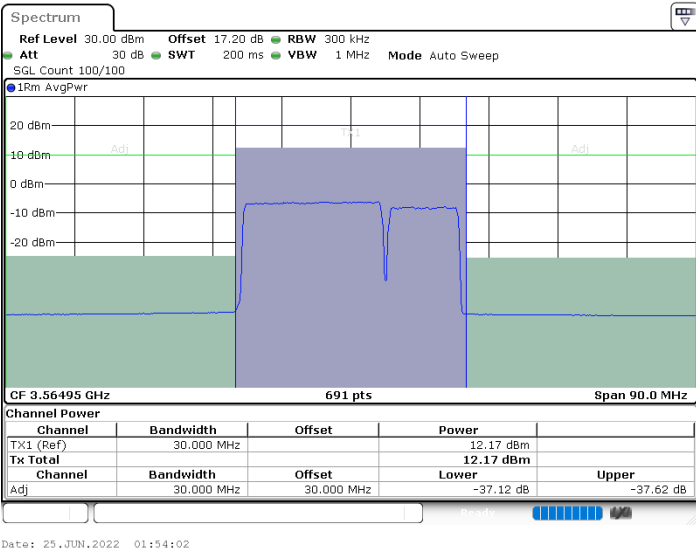 Spectrum
Ref Level 30.00 dBm Offset 17.20 dB RBW 300 kHz
Att 30 dB SWT 200 ms VBW 1 MHz Mode Auto Sweep
SGL Count 100/100
1Rm AvgPwr
20 dBm
TX1
Adj Adj
10 dBm
0 dBm
-10 dBm
-20 dBm
CF 3.56495 GHz 691 pts Span 90.0 MHz
Channel Power
Channel Bandwidth Offset Power
TX1 (Ref) 30.000 MHz 12.17 dBm
Tx Total 12.17 dBm
Channel Bandwidth Offset Lower Upper
Adj 30.000 MHz 30.000 MHz -37.12 dB -37.62 dB
Ready
Date: 25.JUN.2022 01:54:02